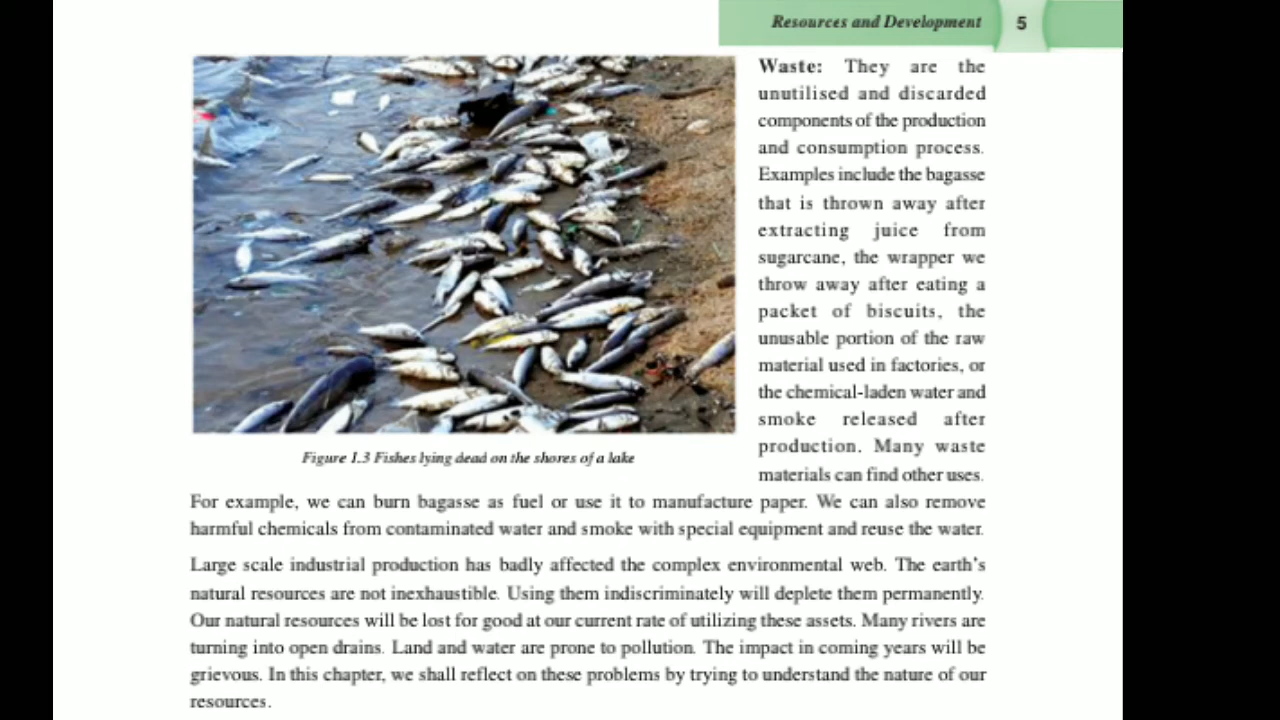 Resources and Development 5
Waste: They are the
unutilised and discarded
components of the production
and consumption process.
Examples include the bagasse
that is thrown away after
extracting juice from
sugarcane, the wrapper we
throw away after eating a
packet of biscuits, the
unusable portion of the raw
material used in factories, or
the chemical-laden water and
smoke released after
production. Many waste
materials can find other uses.
Figure 1.3 Fishes lying dead on the shores of a lake
For example, we can burn bagasse as fuel or use it to manufacture paper. We can also remove
harmful chemicals from contaminated water and smoke with special equipment and reuse the water.
Large scale industrial production has badly affected the complex environmental web. The earth's
natural resources are not inexhaustible. Using them indiscriminately will deplete them permanently.
Our natural resources will be lost for good at our current rate of utilizing these assets. Many rivers are
turning into open drains. Land and water are prone to pollution. The impact in coming years will be
grievous. In this chapter, we shall reflect on these problems by trying to understand the nature of our
resources.